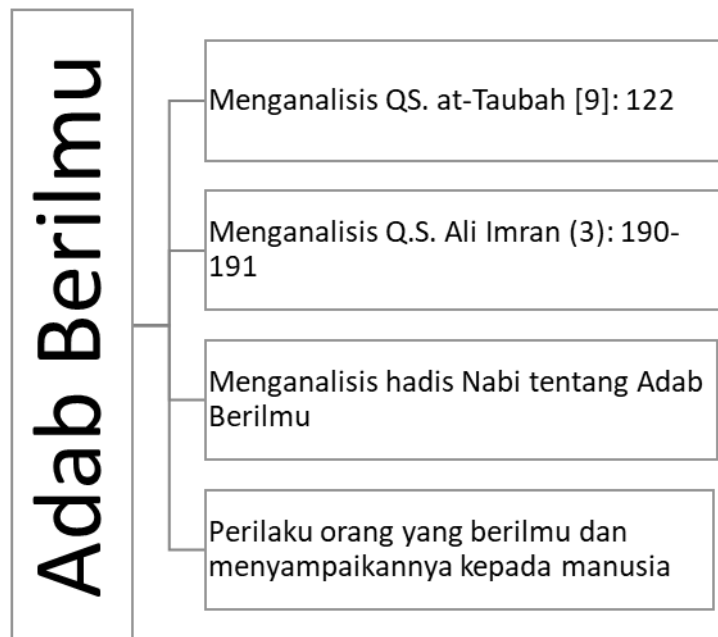 Adab Berilmu
Menganalisis QS. at-Taubah [9]: 122
Menganalisis Q.S. Ali Imran (3): 190-
191
Menganalisis hadis Nabi tentang Adab
Berilmu
Perilaku orang yang berilmu dan
menyampaikannya kepada manusia